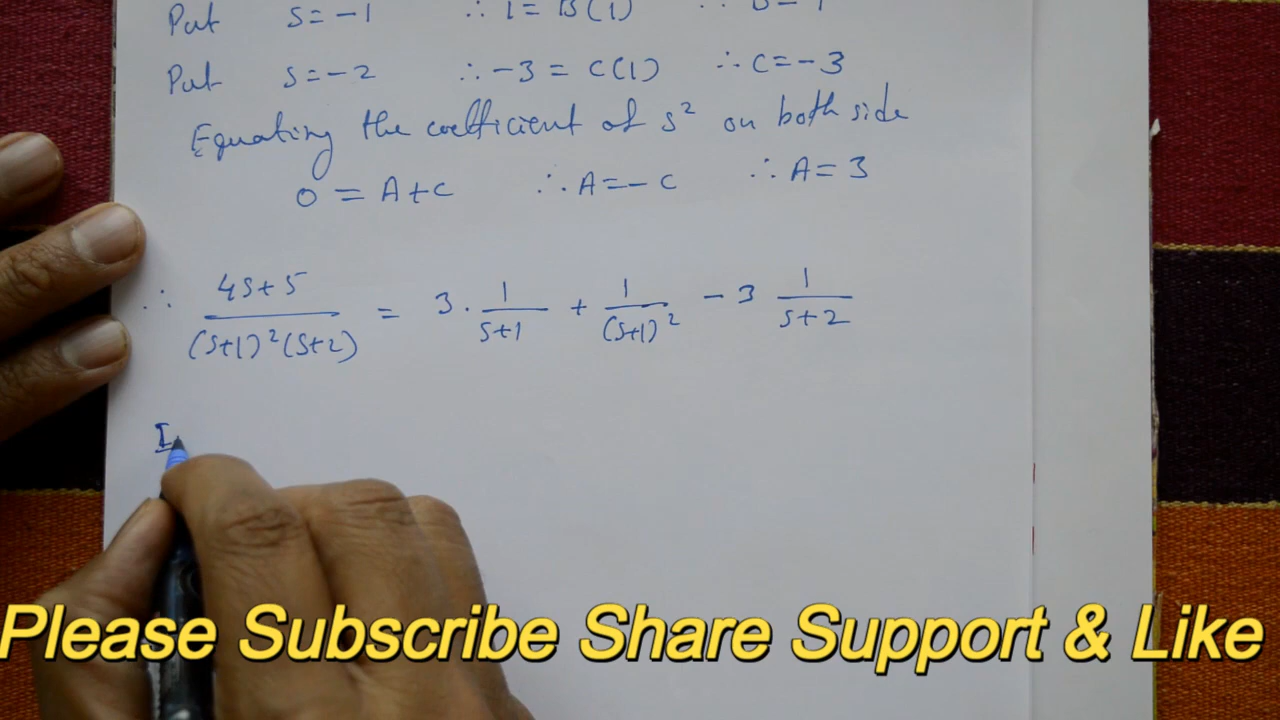 Put s = -1 ∴ 1 = B(1) ∴ B = 1
Put s = -2 ∴ -3 = C(1) ∴ C = -3
Equating the coefficient of s² on both side
0 = A + C ∴ A = - C ∴ A = 3
∴ 4s+5 / (s+1)²(s+2) = 3 · 1/(s+1) + 1/(s+1)² - 3 1/(s+2)
I
Please Subscribe Share Support & Like